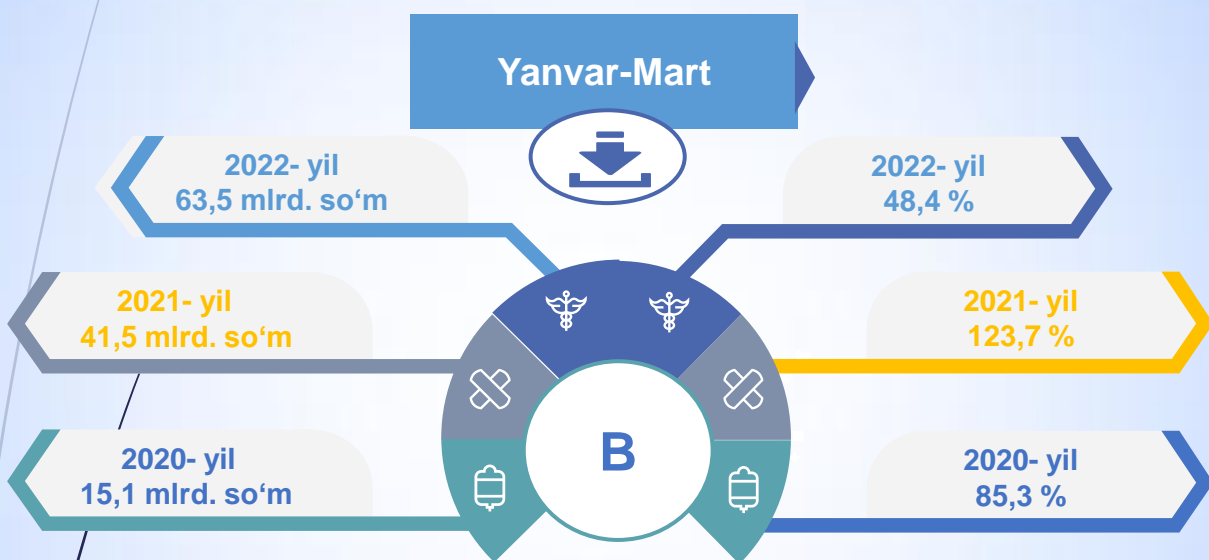 Yanvar-Mart
2022- yil
63,5 mlrd. so‘m
2022- yil
48,4 %
2021- yil
41,5 mlrd. so‘m
2021- yil
123,7 %
B
2020- yil
15,1 mlrd. so‘m
2020- yil
85,3 %